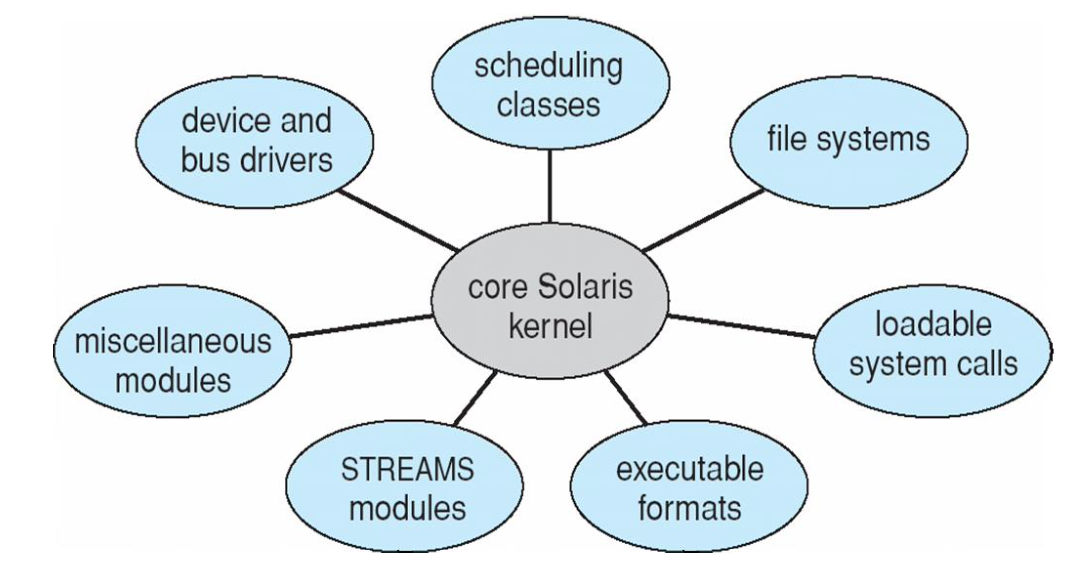 scheduling
classes
device and
bus drivers
file systems
core Solaris
kernel
miscellaneous
modules
loadable
system calls
STREAMS
modules
executable
formats